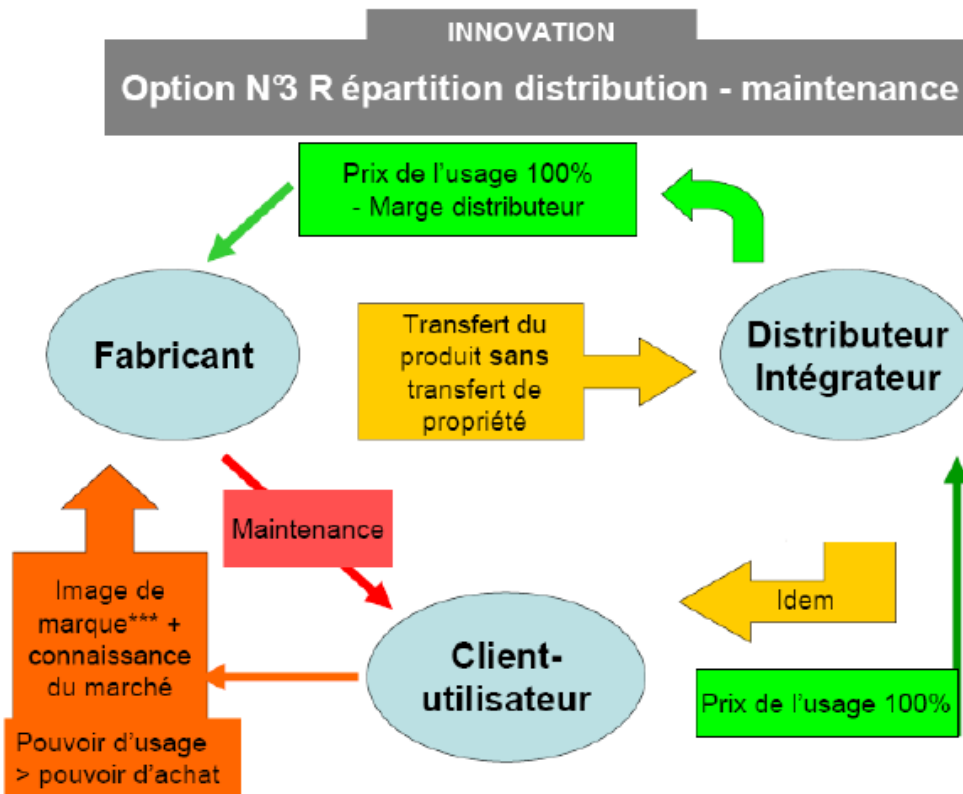 INNOVATION
Option N°3 R épartition distribution - maintenance
Prix de l'usage 100%
- Marge distributeur
Fabricant
Transfert du
produit sans
transfert de
propriété
Distributeur
Intégrateur
Maintenance
Image de
marque*** +
connaissance
du marché
Pouvoir d'usage
> pouvoir d'achat
Client-
utilisateur
Idem
Prix de l'usage 100%